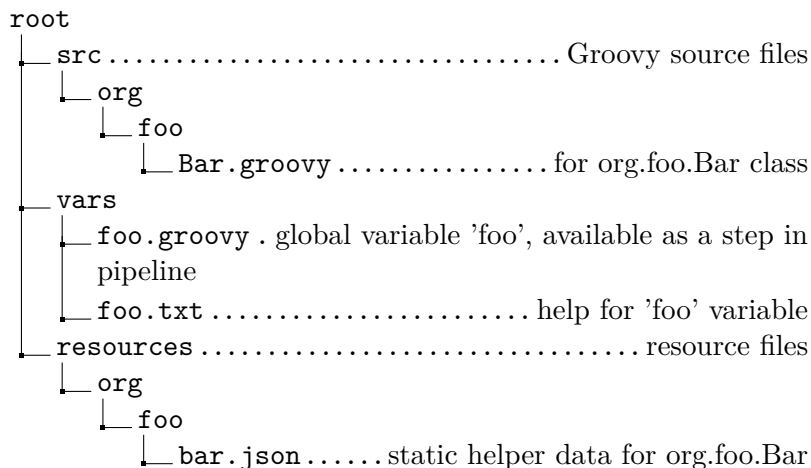 root
src .................................. Groovy source files
org
foo
Bar.groovy ................ for org.foo.Bar class
vars
foo.groovy . global variable 'foo', available as a step in
pipeline
foo.txt ........................ help for 'foo' variable
resources ................................. resource files
org
foo
bar.json ...... static helper data for org.foo.Bar